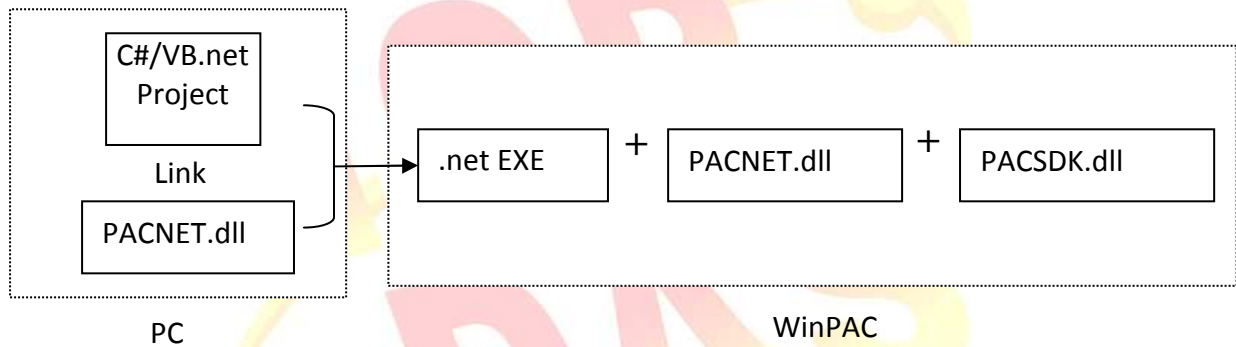 C#/VB.net
Project
Link
PACNET.dll
PC
.net EXE
+
PACNET.dll
+
PACSDK.dll
WinPAC